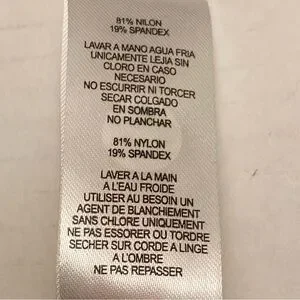 81% NILON
19% SPANDEX
LAVAR A MANO AGUA FRIA
UNICAMENTE LEJIA SIN
CLORO EN CASO
NECESARIO
NO ESCURRIR NI TORCER
SECAR COLGADO
EN SOMBRA
NO PLANCHAR
81% NYLON
19% SPANDEX
LAVER A LA MAIN
A L'EAU FROIDE
UTILISER AU BESOIN UN
AGENT DE BLANCHIEMENT
SANS CHLORE UNIQUEMENT
NE PAS ESSORER OU TORDRE
SECHER SUR CORDE A LINGE
A L'OMBRE
NE PAS REPASSER